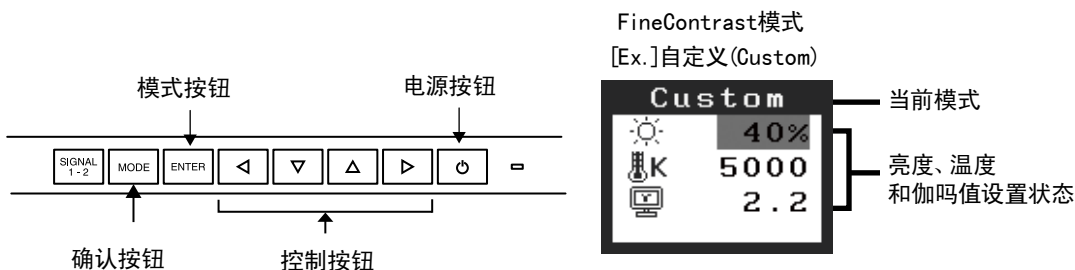 FineContrast模式
[Ex.]自定义(Custom)
模式按钮
电源按钮
SIGNAL
1-2
MODE
ENTER
确认按钮
控制按钮
Custom
40%
K 5000
2.2
当前模式
亮度、温度
和伽吗值设置状态